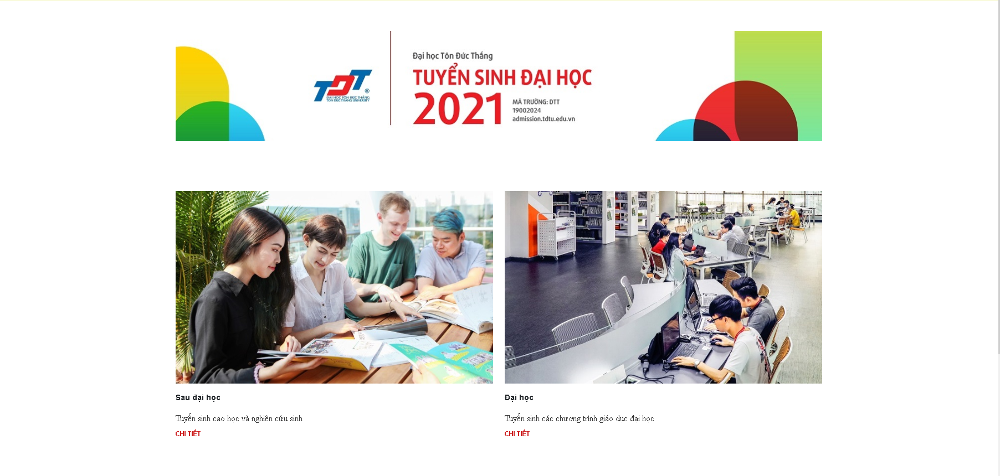 TDT®
ĐẠI HỌC TÔN ĐỨC THẮNG
TON DUC THANG UNIVERSITY
Đại học Tôn Đức Thắng
TUYỂN SINH ĐẠI HỌC
2021
MÃ TRƯỜNG: DTT
19002024
admission.tdtu.edu.vn
Sau đại học
Tuyển sinh cao học và nghiên cứu sinh
CHI TIẾT
Đại học
Tuyển sinh các chương trình giáo dục đại học
CHI TIẾT